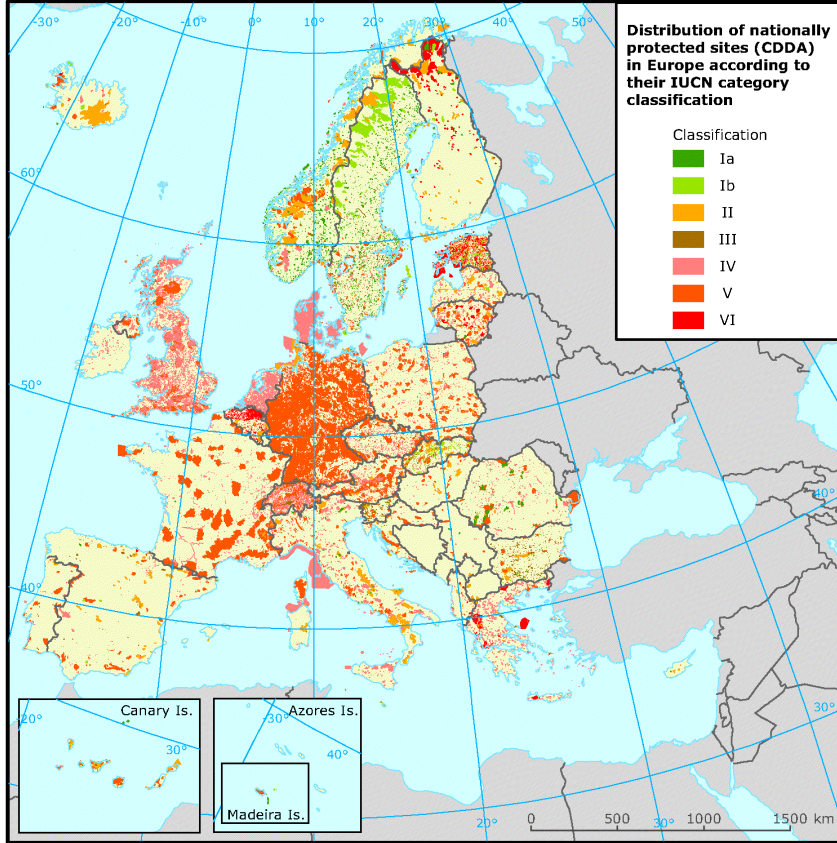 -30°
-20°
-10°
0°
10°
20°
30°
40°
50°
Distribution of nationally
protected sites (CDDA)
in Europe according to
their IUCN category
classification
Classification
Ia
Ib
II
III
IV
V
VI
60°
50°
40°
40°
30°
Canary Is.
30°
20°
Azores Is.
-30°
40°
Madeira Is.
0
500
1000
1500 km
20°
30°